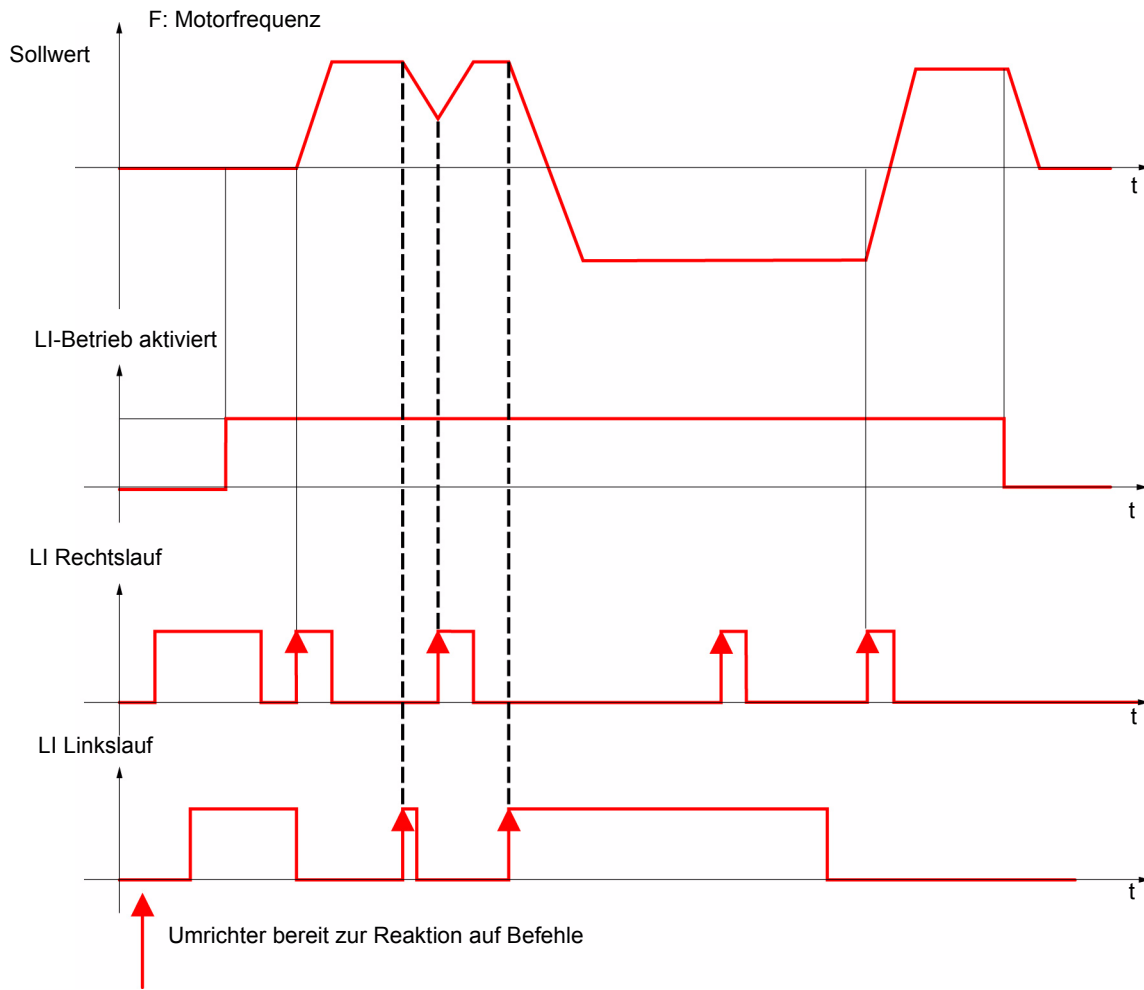 F: Motorfrequenz
Sollwert
t
LI-Betrieb aktiviert
t
LI Rechtslauf
t
LI Linkslauf
t
Umrichter bereit zur Reaktion auf Befehle